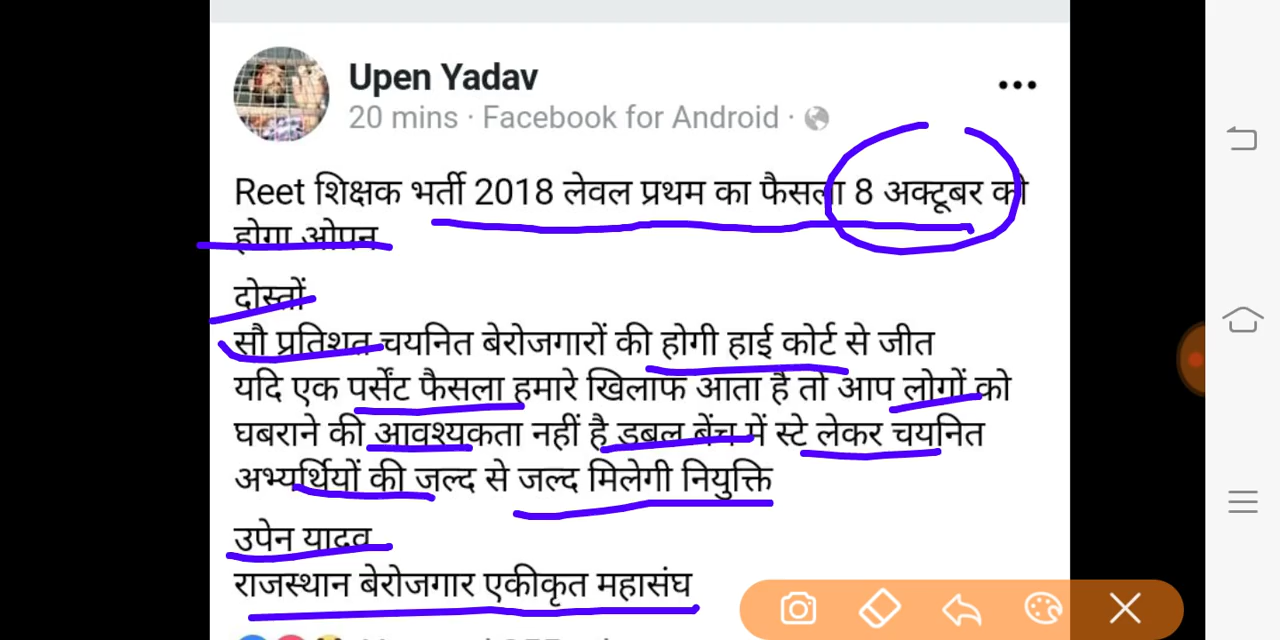 Upen Yadav
20 mins · Facebook for Android ·
Reet शिक्षक भर्ती 2018 लेवल प्रथम का फैसला 8 अक्टूबर को
होगा ओपन
दोस्तों
सौ प्रतिशत चयनित बेरोजगारों की होगी हाई कोर्ट से जीत
यदि एक पर्सेंट फैसला हमारे खिलाफ आता है तो आप लोगों को
घबराने की आवश्यकता नहीं है डबल बेंच में स्टे लेकर चयनित
अभ्यर्थियों की जल्द से जल्द मिलेगी नियुक्ति
उपेन यादव
राजस्थान बेरोजगार एकीकृत महासंघ